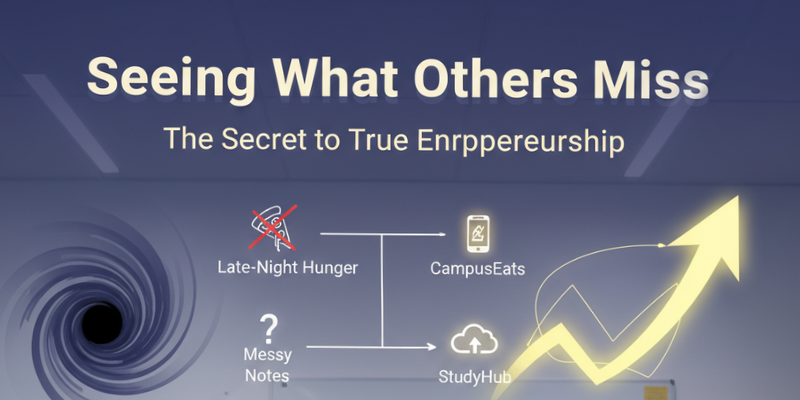 Seeing What Others Miss
The Secret to True Enrppereurship
Late-Night Hunger
CampusEats
?
Messy
Notes
StudyHub